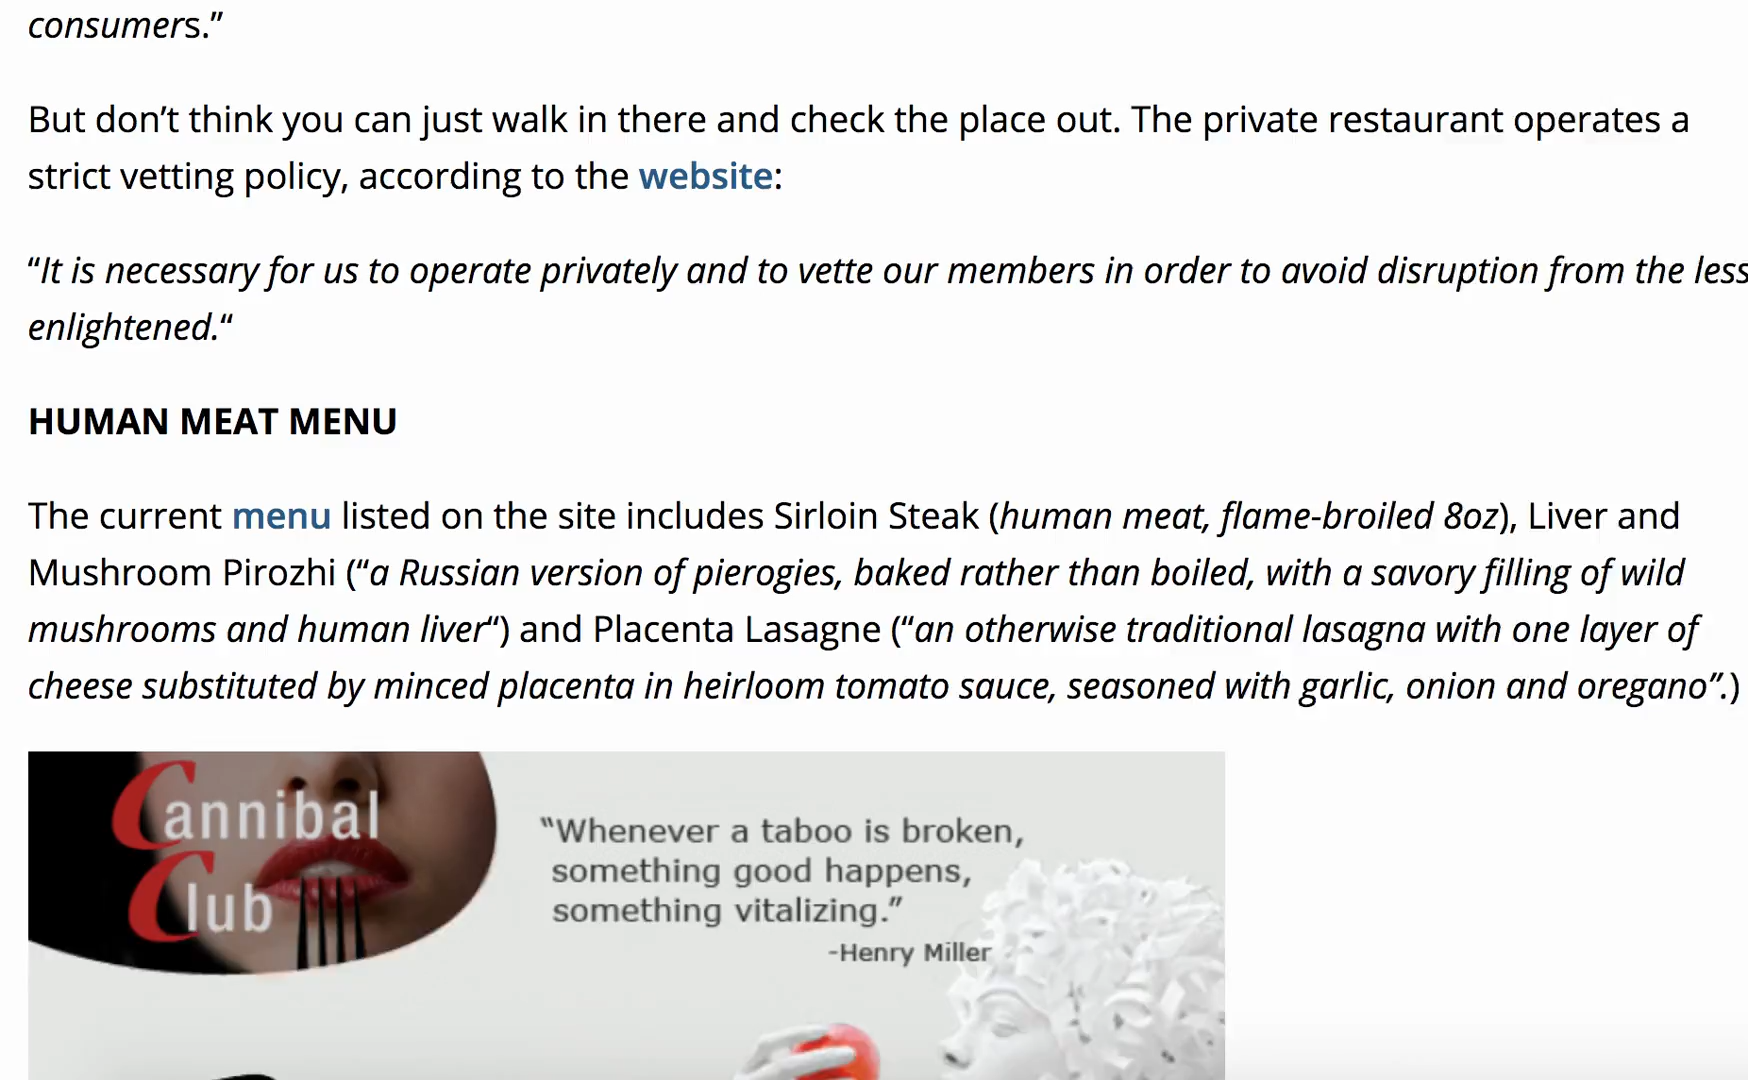 consumers.”
But don’t think you can just walk in there and check the place out. The private restaurant operates a
strict vetting policy, according to the website:
“It is necessary for us to operate privately and to vette our members in order to avoid disruption from the less
enlightened.“
HUMAN MEAT MENU
The current menu listed on the site includes Sirloin Steak (human meat, flame-broiled 8oz), Liver and
Mushroom Pirozhi (“a Russian version of pierogies, baked rather than boiled, with a savory filling of wild
mushrooms and human liver“) and Placenta Lasagne (“an otherwise traditional lasagna with one layer of
cheese substituted by minced placenta in heirloom tomato sauce, seasoned with garlic, onion and oregano”.)
Cannibal
Club
“Whenever a taboo is broken,
something good happens,
something vitalizing.”
-Henry Miller